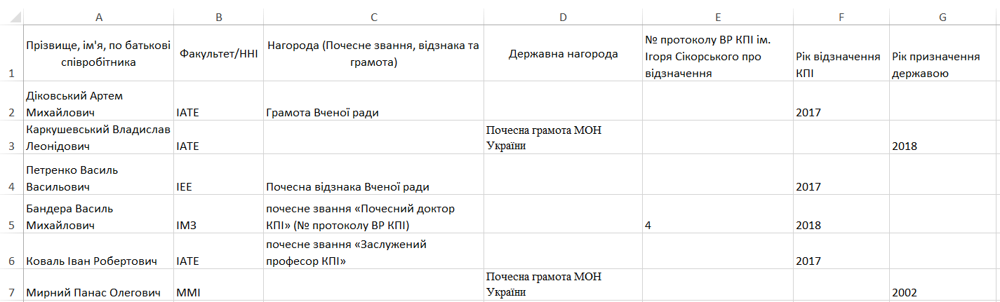 A B C D E F G
1 Прізвище, ім'я, по батькові співробітника Факультет/ННІ Нагорода (Почесне звання, відзнака та грамота) Державна нагорода № протоколу ВР КПІ ім. Ігоря Сікорського про відзначення Рік відзначення КПІ Рік призначення державою
2 Діковський Артем Михайлович ІАТЕ Грамота Вченої ради 2017
3 Каркушевський Владислав Леонідович ІАТЕ Почесна грамота МОН України 2018
4 Петренко Василь Васильович ІЕЕ Почесна відзнака Вченої ради 2017
5 Бандера Василь Михайлович ІМЗ почесне звання «Почесний доктор КПІ» (№ протоколу ВР КПІ) 4 2018
6 Коваль Іван Робертович ІАТЕ почесне звання «Заслужений професор КПІ» 2017
7 Мирний Панас Олегович ММІ Почесна грамота МОН України 2002